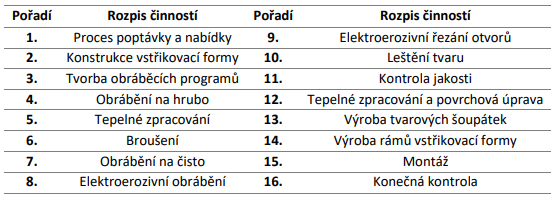 Pořadí Rozpis činností Pořadí Rozpis činností
1. Proces poptávky a nabídky 9. Elektroerozivní řezání otvorů
2. Konstrukce vstřikovací formy 10. Leštění tvaru
3. Tvorba obráběcích programů 11. Kontrola jakosti
4. Obrábění na hrubo 12. Tepelné zpracování a povrchová úprava
5. Tepelné zpracování 13. Výroba tvarových šoupátek
6. Broušení 14. Výroba rámů vstřikovací formy
7. Obrábění na čisto 15. Montáž
8. Elektroerozivní obrábění 16. Konečná kontrola